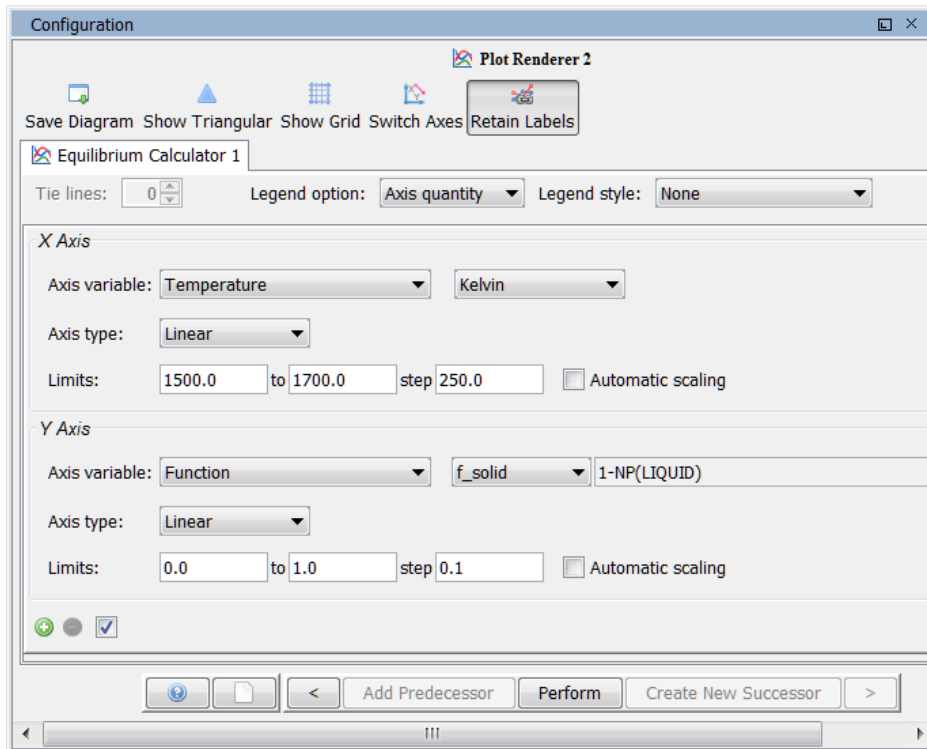 Configuration
Plot Renderer 2
Save Diagram Show Triangular Show Grid Switch Axes Retain Labels
Equilibrium Calculator 1
Tie lines: 0 Legend option: Axis quantity Legend style: None
X Axis
Axis variable: Temperature Kelvin
Axis type: Linear
Limits: 1500.0 to 1700.0 step 250.0 Automatic scaling
Y Axis
Axis variable: Function f_solid 1-NP(LIQUID)
Axis type: Linear
Limits: 0.0 to 1.0 step 0.1 Automatic scaling
< Add Predecessor Perform Create New Successor >